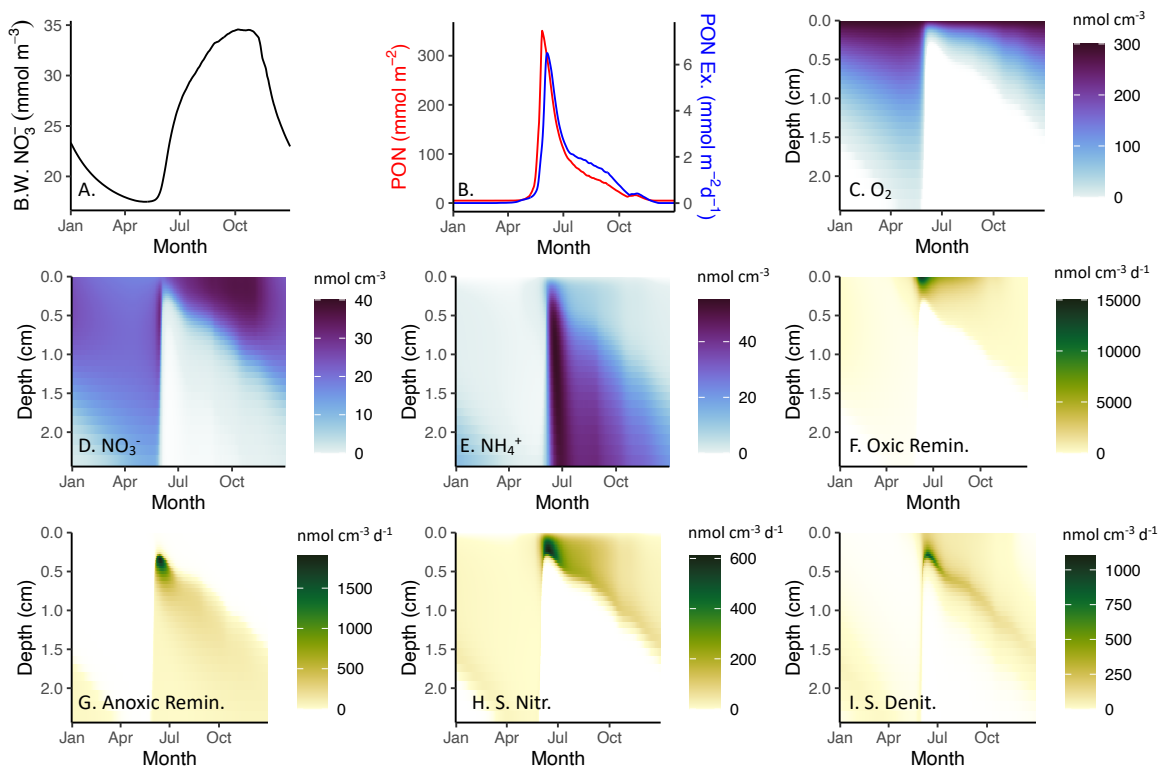 B.W. NO₃⁻ (mmol m⁻³)
35
30
25
20
A.
Jan Apr Jul Oct
Month
PON (mmol m⁻²)
300
200
100
0
B.
6
4
2
0
PON Ex. (mmol m⁻²d⁻¹)
Jan Apr Jul Oct
Month
Depth (cm)
0.0
0.5
1.0
1.5
2.0
C. O₂
Jan Apr Jul Oct
Month
nmol cm⁻³
300
200
100
0
Depth (cm)
0.0
0.5
1.0
1.5
2.0
D. NO₃⁻
Jan Apr Jul Oct
Month
nmol cm⁻³
40
30
20
10
0
Depth (cm)
0.0
0.5
1.0
1.5
2.0
E. NH₄⁺
Jan Apr Jul Oct
Month
nmol cm⁻³
40
20
0
Depth (cm)
0.0
0.5
1.0
1.5
2.0
F. Oxic Remin.
Jan Apr Jul Oct
Month
nmol cm⁻³ d⁻¹
15000
10000
5000
0
Depth (cm)
0.0
0.5
1.0
1.5
2.0
G. Anoxic Remin.
Jan Apr Jul Oct
Month
nmol cm⁻³ d⁻¹
1500
1000
500
0
Depth (cm)
0.0
0.5
1.0
1.5
2.0
H. S. Nitr.
Jan Apr Jul Oct
Month
nmol cm⁻³ d⁻¹
600
400
200
0
Depth (cm)
0.0
0.5
1.0
1.5
2.0
I. S. Denit.
Jan Apr Jul Oct
Month
nmol cm⁻³ d⁻¹
1000
750
500
250
0